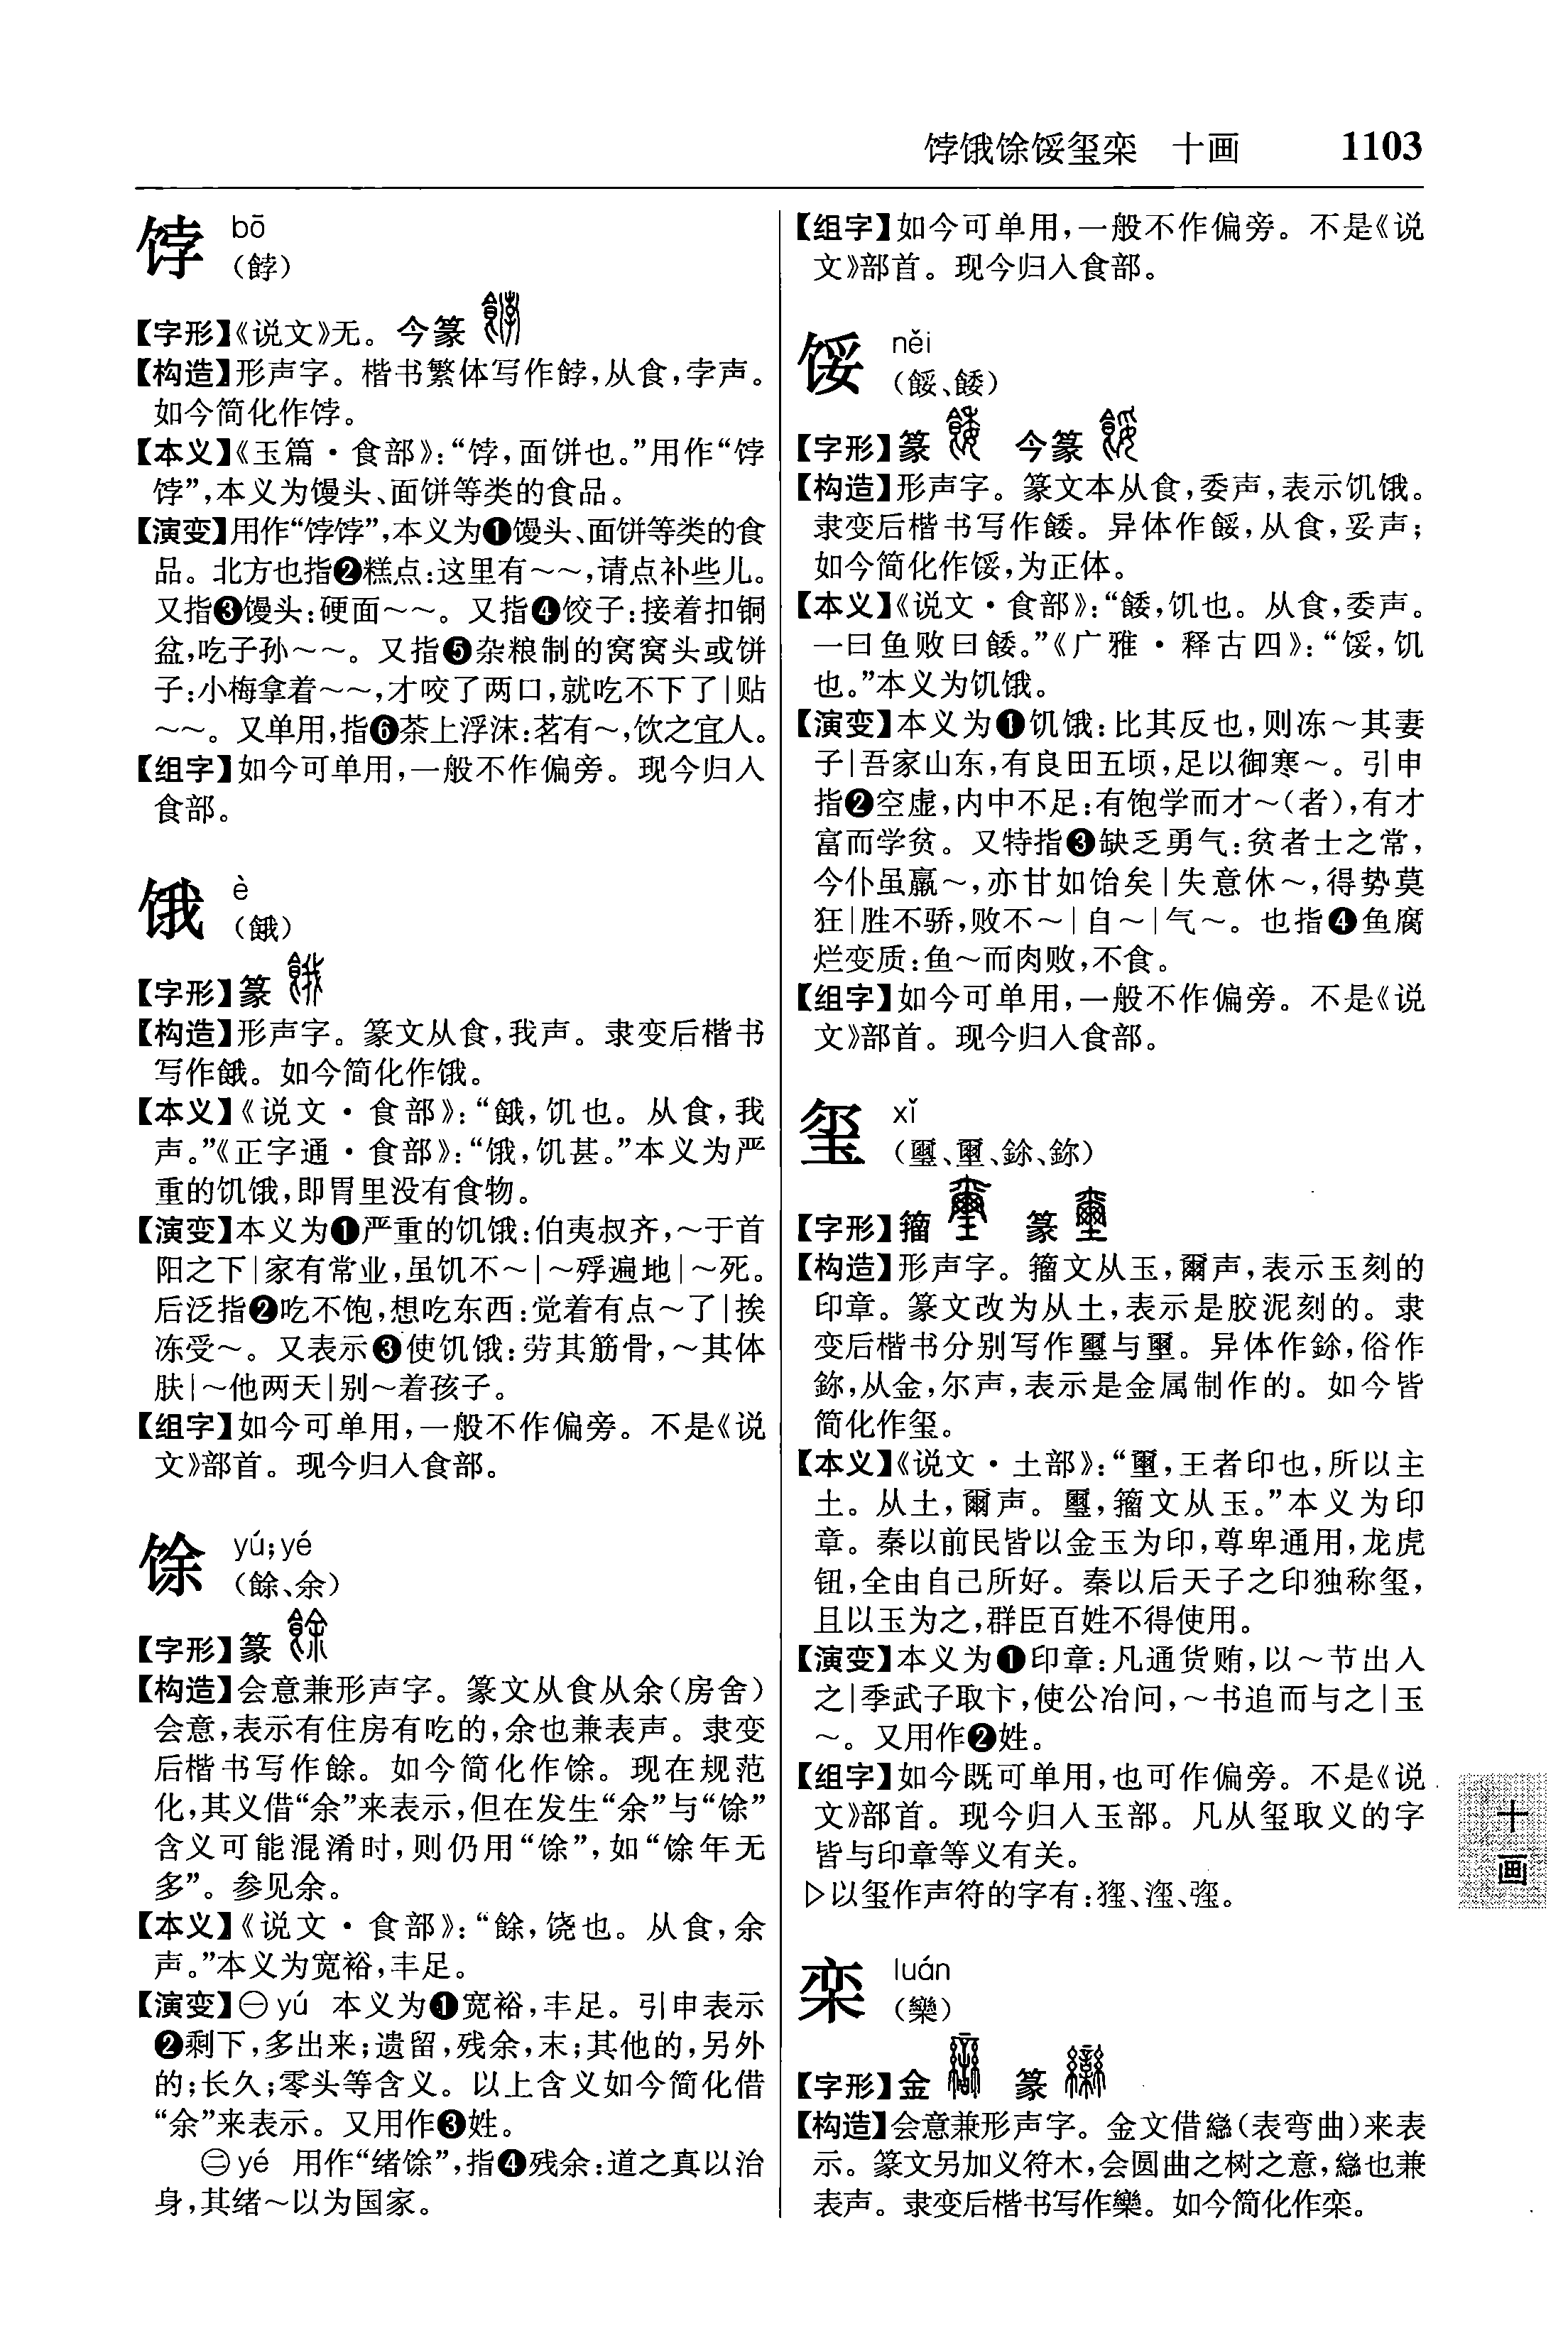 饽饿馀馁玺栾 十画 1103
饽 bō
（餑）
【字形】《说文》无。今篆
【构造】形声字。楷书繁体写作餑，从食，孛声。
如今简化作饽。
【本义】《玉篇·食部》：“饽，面饼也。”用作“饽
饽”，本义为馒头、面饼等类的食品。
【演变】用作“饽饽”，本义为❶馒头、面饼等类的食
品。北方也指❷糕点：这里有～～，请点补些儿。
又指❸馒头：硬面～～。又指❹饺子：接着扣铜
盆，吃子孙～～。又指❺杂粮制的窝窝头或饼
子：小梅拿着～～，才咬了两口，就吃不下了｜贴
～～。又单用，指❻茶上浮沫：茗有～，饮之宜人。
【组字】如今可单用，一般不作偏旁。现今归入
食部。
饿 è
（餓）
【字形】篆
【构造】形声字。篆文从食，我声。隶变后楷书
写作餓。如今简化作饿。
【本义】《说文·食部》：“餓，饥也。从食，我
声。”《正字通·食部》：“饿，饥甚。”本义为严
重的饥饿，即胃里没有食物。
【演变】本义为❶严重的饥饿：伯夷叔齐，～于首
阳之下｜家有常业，虽饥不～｜～殍遍地｜～死。
后泛指❷吃不饱，想吃东西：觉着有点～了｜挨
冻受～。又表示❸使饥饿：劳其筋骨，～其体
肤｜～他两天｜别～着孩子。
【组字】如今可单用，一般不作偏旁。不是《说
文》部首。现今归入食部。
馀 yú；yé
（餘、余）
【字形】篆
【构造】会意兼形声字。篆文从食从余（房舍）
会意，表示有住房有吃的，余也兼表声。隶变
后楷书写作餘。如今简化作馀。现在规范
化，其义借“余”来表示，但在发生“余”与“馀”
含义可能混淆时，则仍用“馀”，如“馀年无
多”。参见余。
【本义】《说文·食部》：“餘，饶也。从食，余
声。”本义为宽裕，丰足。
【演变】㊀yú 本义为❶宽裕，丰足。引申表示
❷剩下，多出来；遗留，残余，末；其他的，另外
的；长久；零头等含义。以上含义如今简化借
“余”来表示。又用作❸姓。
㊁yé 用作“绪馀”，指❹残余：道之真以治
身，其绪～以为国家。
【组字】如今可单用，一般不作偏旁。不是《说
文》部首。现今归入食部。
馁 něi
（餒、餧）
【字形】篆 今篆
【构造】形声字。篆文本从食，委声，表示饥饿。
隶变后楷书写作餧。异体作餒，从食，妥声；
如今简化作馁，为正体。
【本义】《说文·食部》：“餧，饥也。从食，委声。
一曰鱼败曰餧。”《广雅·释古四》：“馁，饥
也。”本义为饥饿。
【演变】本义为❶饥饿：比其反也，则冻～其妻
子｜吾家山东，有良田五顷，足以御寒～。引申
指❷空虚，内中不足：有饱学而才～（者），有才
富而学贫。又特指❸缺乏勇气：贫者士之常，
今仆虽羸～，亦甘如饴矣｜失意休～，得势莫
狂｜胜不骄，败不～｜自～｜气～。也指❹鱼腐
烂变质：鱼～而肉败，不食。
【组字】如今可单用，一般不作偏旁。不是《说
文》部首。现今归入食部。
玺 xǐ
（璽、壐、鉩、鉨）
【字形】籀 篆
【构造】形声字。籀文从玉，爾声，表示玉刻的
印章。篆文改为从土，表示是胶泥刻的。隶
变后楷书分别写作璽与壐。异体作鉩，俗作
鉨，从金，尔声，表示是金属制作的。如今皆
简化作玺。
【本义】《说文·土部》：“壐，王者印也，所以主
土。从土，爾声。璽，籀文从玉。”本义为印
章。秦以前民皆以金玉为印，尊卑通用，龙虎
钮，全由自己所好。秦以后天子之印独称玺，
且以玉为之，群臣百姓不得使用。
【演变】本义为❶印章：凡通货贿，以～节出入
之｜季武子取卞，使公冶问，～书追而与之｜玉
～。又用作❷姓。
【组字】如今既可单用，也可作偏旁。不是《说
文》部首。现今归入玉部。凡从玺取义的字
皆与印章等义有关。
▷以玺作声符的字有：
栾 luán
（欒）
【字形】金 篆
【构造】会意兼形声字。金文借䜌（表弯曲）来表
示。篆文另加义符木，会圆曲之树之意，䜌也兼
表声。隶变后楷书写作欒。如今简化作栾。
十
画